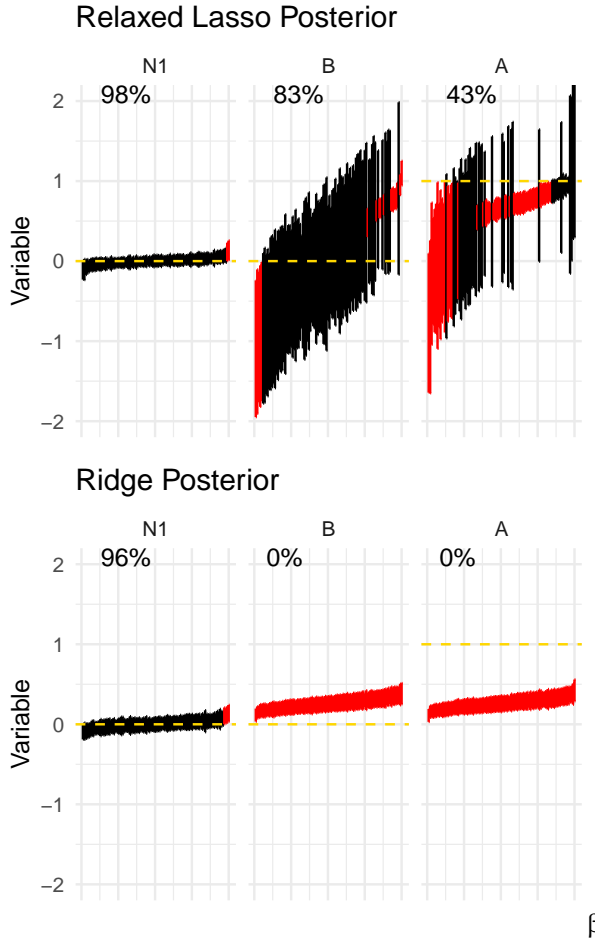 Relaxed Lasso Posterior
N1 B A
98% 83% 43%
2
1
0
−1
−2
Variable
Ridge Posterior
N1 B A
96% 0% 0%
2
1
0
−1
−2
Variable
β